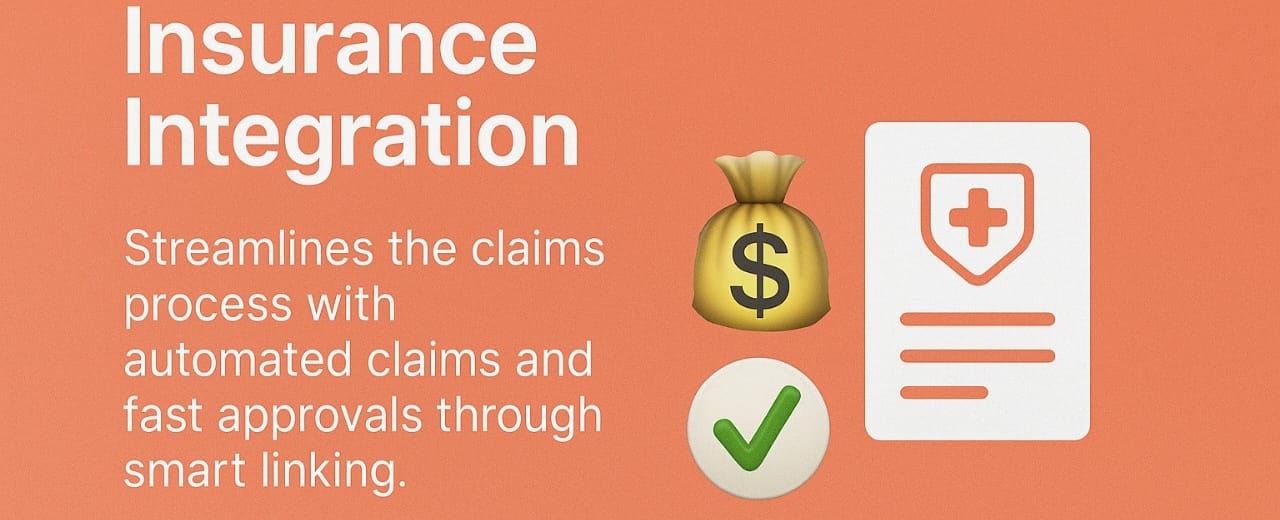 Insurance
Integration
Streamlines the claims
process with
automated claims and
fast approvals through
smart linking.
$